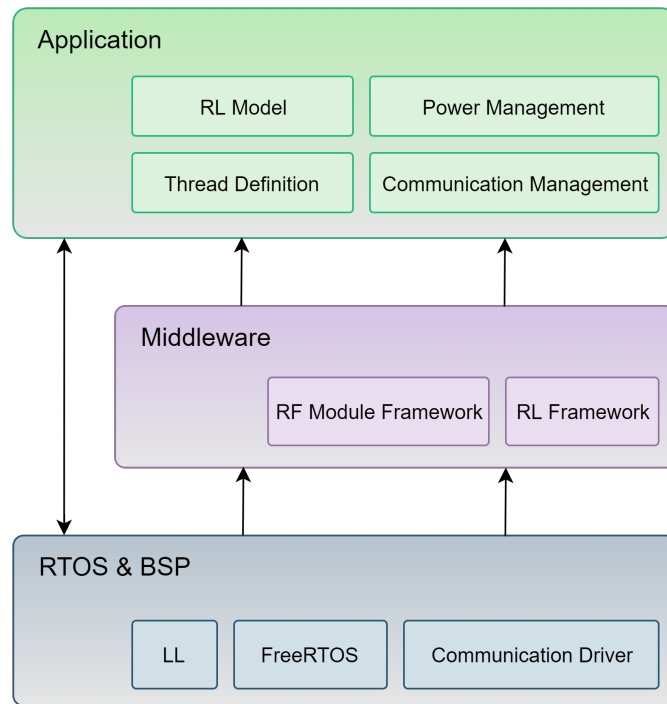 Application
RL Model
Power Management
Thread Definition
Communication Management
Middleware
RF Module Framework
RL Framework
RTOS & BSP
LL
FreeRTOS
Communication Driver